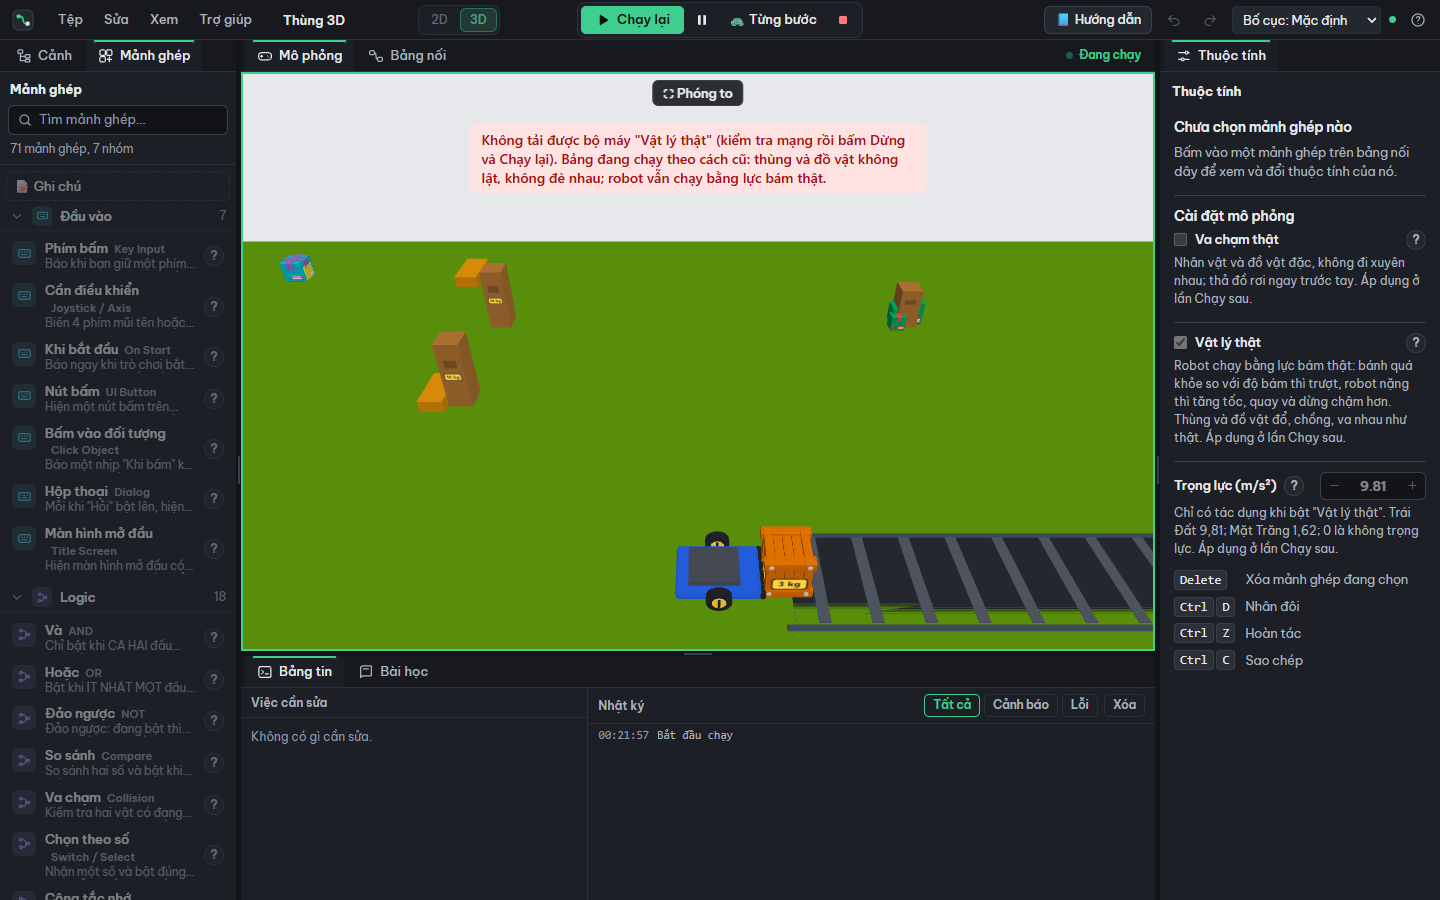 Tệp Sửa Xem Trợ giúp Thùng 3D 2D 3D Chạy lại Từng bước Hướng dẫn Bố cục: Mặc định
Cảnh Mảnh ghép
Mô phỏng Bảng nối Đang chạy
Thuộc tính
Mảnh ghép
Tìm mảnh ghép...
71 mảnh ghép, 7 nhóm
Ghi chú
Đầu vào 7
Phím bấm Key Input ?
Báo khi bạn giữ một phím...
Cần điều khiển
Joystick / Axis ?
Biến 4 phím mũi tên hoặc...
Khi bắt đầu On Start ?
Báo ngay khi trò chơi bắt...
Nút bấm UI Button ?
Hiện một nút bấm trên...
Bấm vào đối tượng
Click Object ?
Báo một nhịp "Khi bấm" k...
Hộp thoại Dialog ?
Mỗi khi "Hỏi" bật lên, hiện...
Màn hình mở đầu
Title Screen ?
Hiện màn hình mở đầu có...
Logic 18
Và AND ?
Chỉ bật khi CẢ HAI đầu...
Hoặc OR ?
Bật khi ÍT NHẤT MỘT đầu...
Đảo ngược NOT ?
Đảo ngược: đang bật thì...
So sánh Compare ?
So sánh hai số và bật khi...
Va chạm Collision ?
Kiểm tra hai vật có đang...
Chọn theo số
Switch / Select ?
Nhận một số và bật đúng...
Công tắc nhớ
Phóng to
Không tải được bộ máy "Vật lý thật" (kiểm tra mạng rồi bấm Dừng
và Chạy lại). Bảng đang chạy theo cách cũ: thùng và đồ vật không
lật, không đè nhau; robot vẫn chạy bằng lực bám thật.
3 kg
Bảng tin Bài học
Việc cần sửa
Không có gì cần sửa.
Nhật ký Tất cả Cảnh báo Lỗi Xóa
00:21:57 Bắt đầu chạy
Thuộc tính
Chưa chọn mảnh ghép nào
Bấm vào một mảnh ghép trên bảng nối
dây để xem và đổi thuộc tính của nó.
Cài đặt mô phỏng
Va chạm thật ?
Nhân vật và đồ vật đặc, không đi xuyên
nhau; thả đồ rơi ngay trước tay. Áp dụng ở
lần Chạy sau.
Vật lý thật ?
Robot chạy bằng lực bám thật: bánh quá
khỏe so với độ bám thì trượt, robot nặng
thì tăng tốc, quay và dừng chậm hơn.
Thùng và đồ vật đổ, chồng, va nhau như
thật. Áp dụng ở lần Chạy sau.
Trọng lực (m/s²) ? − 9.81 +
Chỉ có tác dụng khi bật "Vật lý thật". Trái
Đất 9,81; Mặt Trăng 1,62; 0 là không trọng
lực. Áp dụng ở lần Chạy sau.
Delete Xóa mảnh ghép đang chọn
Ctrl D Nhân đôi
Ctrl Z Hoàn tác
Ctrl C Sao chép